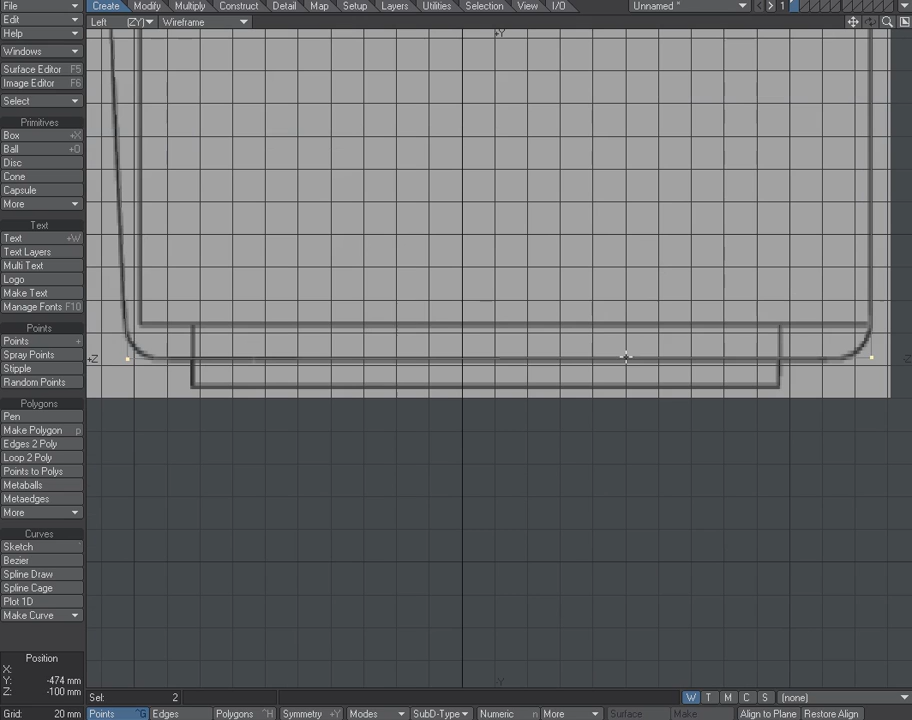 File Create Modify Multiply Construct Detail Map Setup Layers Utilities Selection View I/O Unnamed * 1
Edit Left (ZY) Wireframe
Help +Y
Windows
Surface Editor F5
Image Editor F6
Select
Primitives
Box +X
Ball +O
Disc
Cone
Capsule
More
Text
Text +W
Text Layers
Multi Text
Logo
Make Text
Manage Fonts F10
Points
Points +
Spray Points +Z -Z
Stipple
Random Points
Polygons
Pen
Make Polygon p
Edges 2 Poly
Loop 2 Poly
Points to Polys
Metaballs
Metaedges
More
Curves
Sketch `
Bezier
Spline Draw
Spline Cage
Plot 1D
Make Curve
Position
X:
Y: -474 mm -Y
Z: -100 mm Sel: 2 W T M C S (none)
Grid: 20 mm Points ^G Edges Polygons ^H Symmetry ^Y Modes SubD-Type Numeric n More Surface Make Align to Plane Restore Align